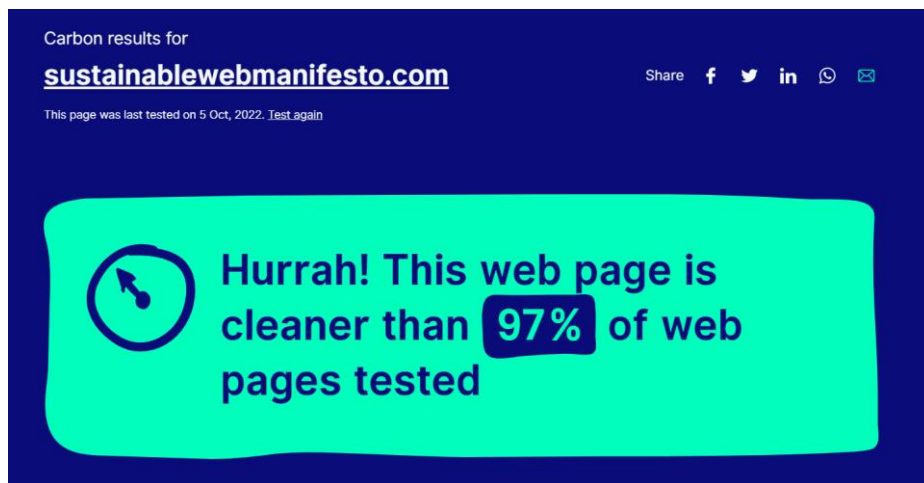 Carbon results for
sustainablewebmanifesto.com
Share
This page was last tested on 5 Oct, 2022. Test again
Hurrah! This web page is
cleaner than 97% of web
pages tested